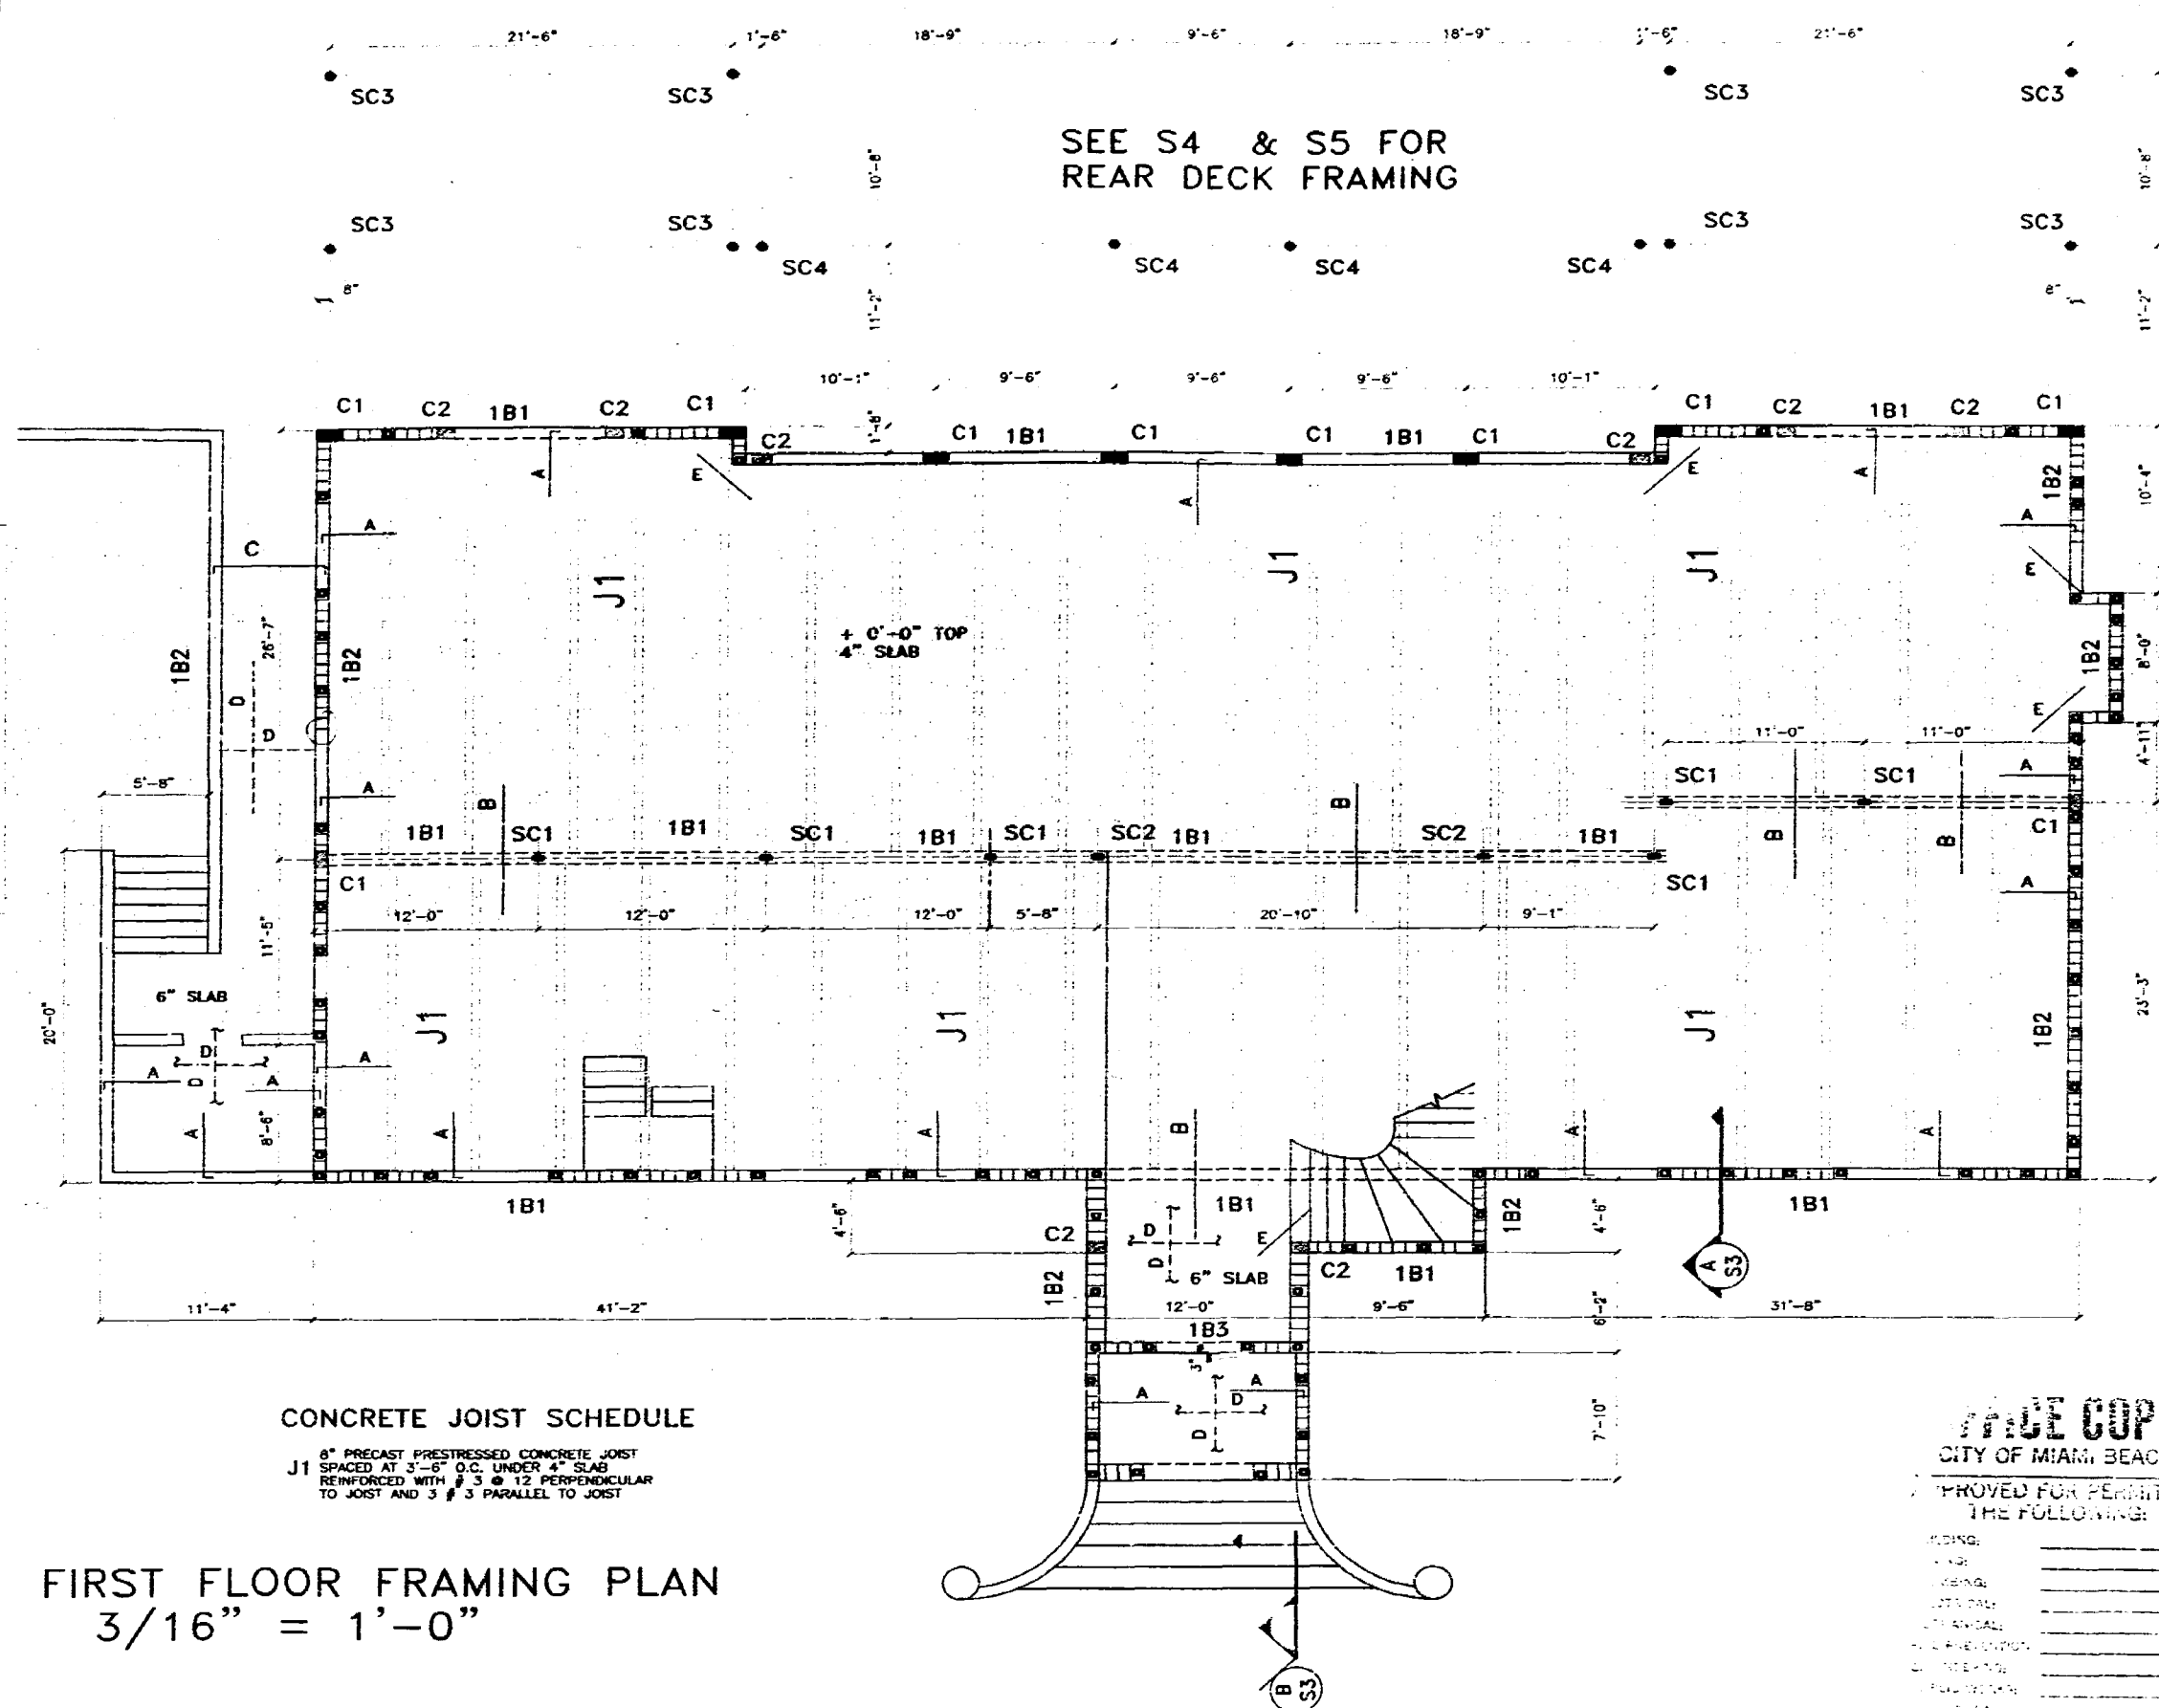 21'-6" 1'-6" 18'-9" 9'-6" 18'-9" 1'-6" 21'-6"
SC3 SC3 SC3 SC3
SEE S4 & S5 FOR
REAR DECK FRAMING
10'-8" 10'-8"
SC3 SC3 SC3 SC3
SC4 SC4 SC4 SC4
8" 11'-2" 8" 11'-2"
10'-1" 9'-6" 9'-6" 9'-6" 10'-1"
C1 C2 1B1 C2 C1 C1 C2 1B1 C2 C1
C2 1'-8" C1 1B1 C1 C1 1B1 C1 C2
A E A E A 1B2 10'-4"
A A
C J1 J1 J1 E
+ 0'-0" TOP
4" SLAB
1B2 26'-7" 1B2 1B2 8'-0"
D E
D 11'-0" 11'-0" 4'-11"
5'-8" A SC1 SC1 A
B B
1B1 SC1 1B1 SC1 1B1 SC1 SC2 1B1 SC2 1B1 B B C1
C1 SC1 A
12'-0" 12'-0" 12'-0" 5'-8" 20'-10" 9'-1"
11'-5"
6" SLAB
20'-0" J1 J1 J1 1B2 23'-3"
D A
A D A
8'-6" A A A B A A
1B1 1B1 1B2 1B1
4'-6" C2 D E 4'-6"
D 6" SLAB C2 1B1 A
S3
1B2
11'-4" 41'-2" 12'-0" 9'-6" 6'-2" 31'-8"
1B3
3"
A A D
D 7'-10"
CONCRETE JOIST SCHEDULE
8" PRECAST PRESTRESSED CONCRETE JOIST
J1 SPACED AT 3'-6" O.C. UNDER 4" SLAB
REINFORCED WITH # 3 @ 12 PERPENDICULAR
TO JOIST AND 3 # 3 PARALLEL TO JOIST
CITY OF MIAMI BEAC
PROVED FOR PERMIT
THE FOLLOWING:
FIRST FLOOR FRAMING PLAN
3/16" = 1'-0"
B
S3